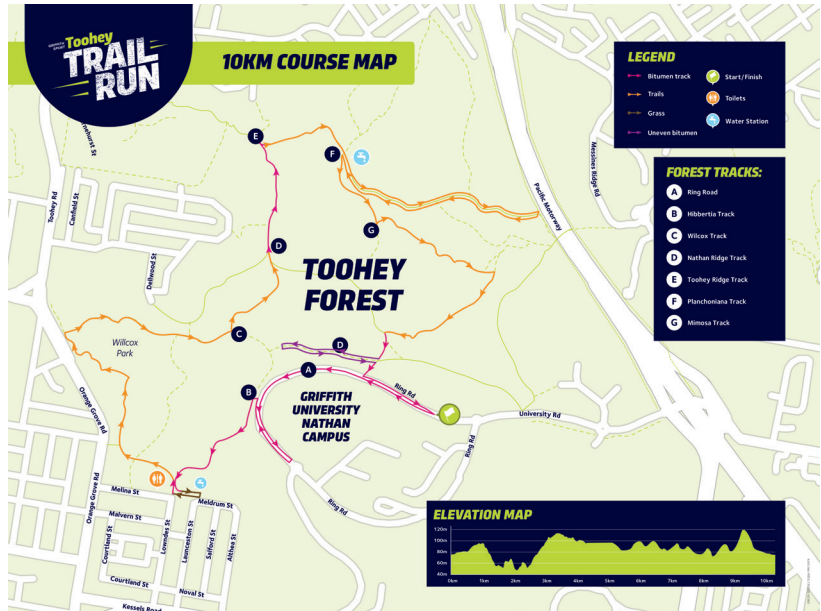 GRIFFITH SPORT
Toohey
TRAIL
RUN
10KM COURSE MAP
LEGEND
Bitumen track
Trails
Grass
Uneven bitumen
Start/Finish
Toilets
Water Station
FOREST TRACKS:
A Ring Road
B Hibbertia Track
C Wilcox Track
D Nathan Ridge Track
E Toohey Ridge Track
F Planchoniana Track
G Mimosa Track
Toohey Rd
Canfield St
Dellwood St
Messines Ridge Rd
Pacific Motorway
E
F
G
D
TOOHEY
FOREST
C
D
A
B
Willcox
Park
Ring Rd
GRIFFITH
UNIVERSITY
NATHAN
CAMPUS
University Rd
Ring Rd
Ring Rd
Orange Grove Rd
Orange Grove Rd
Melina St
Meldrum St
Malvern St
Courtland St
Lowndes St
Launceston St
Salford St
Althea St
Courtland St
Noval St
Kessels Road
ELEVATION MAP
120m
100m
80m
60m
40m
0km 1km 2km 3km 4km 5km 6km 7km 8km 9km 10km